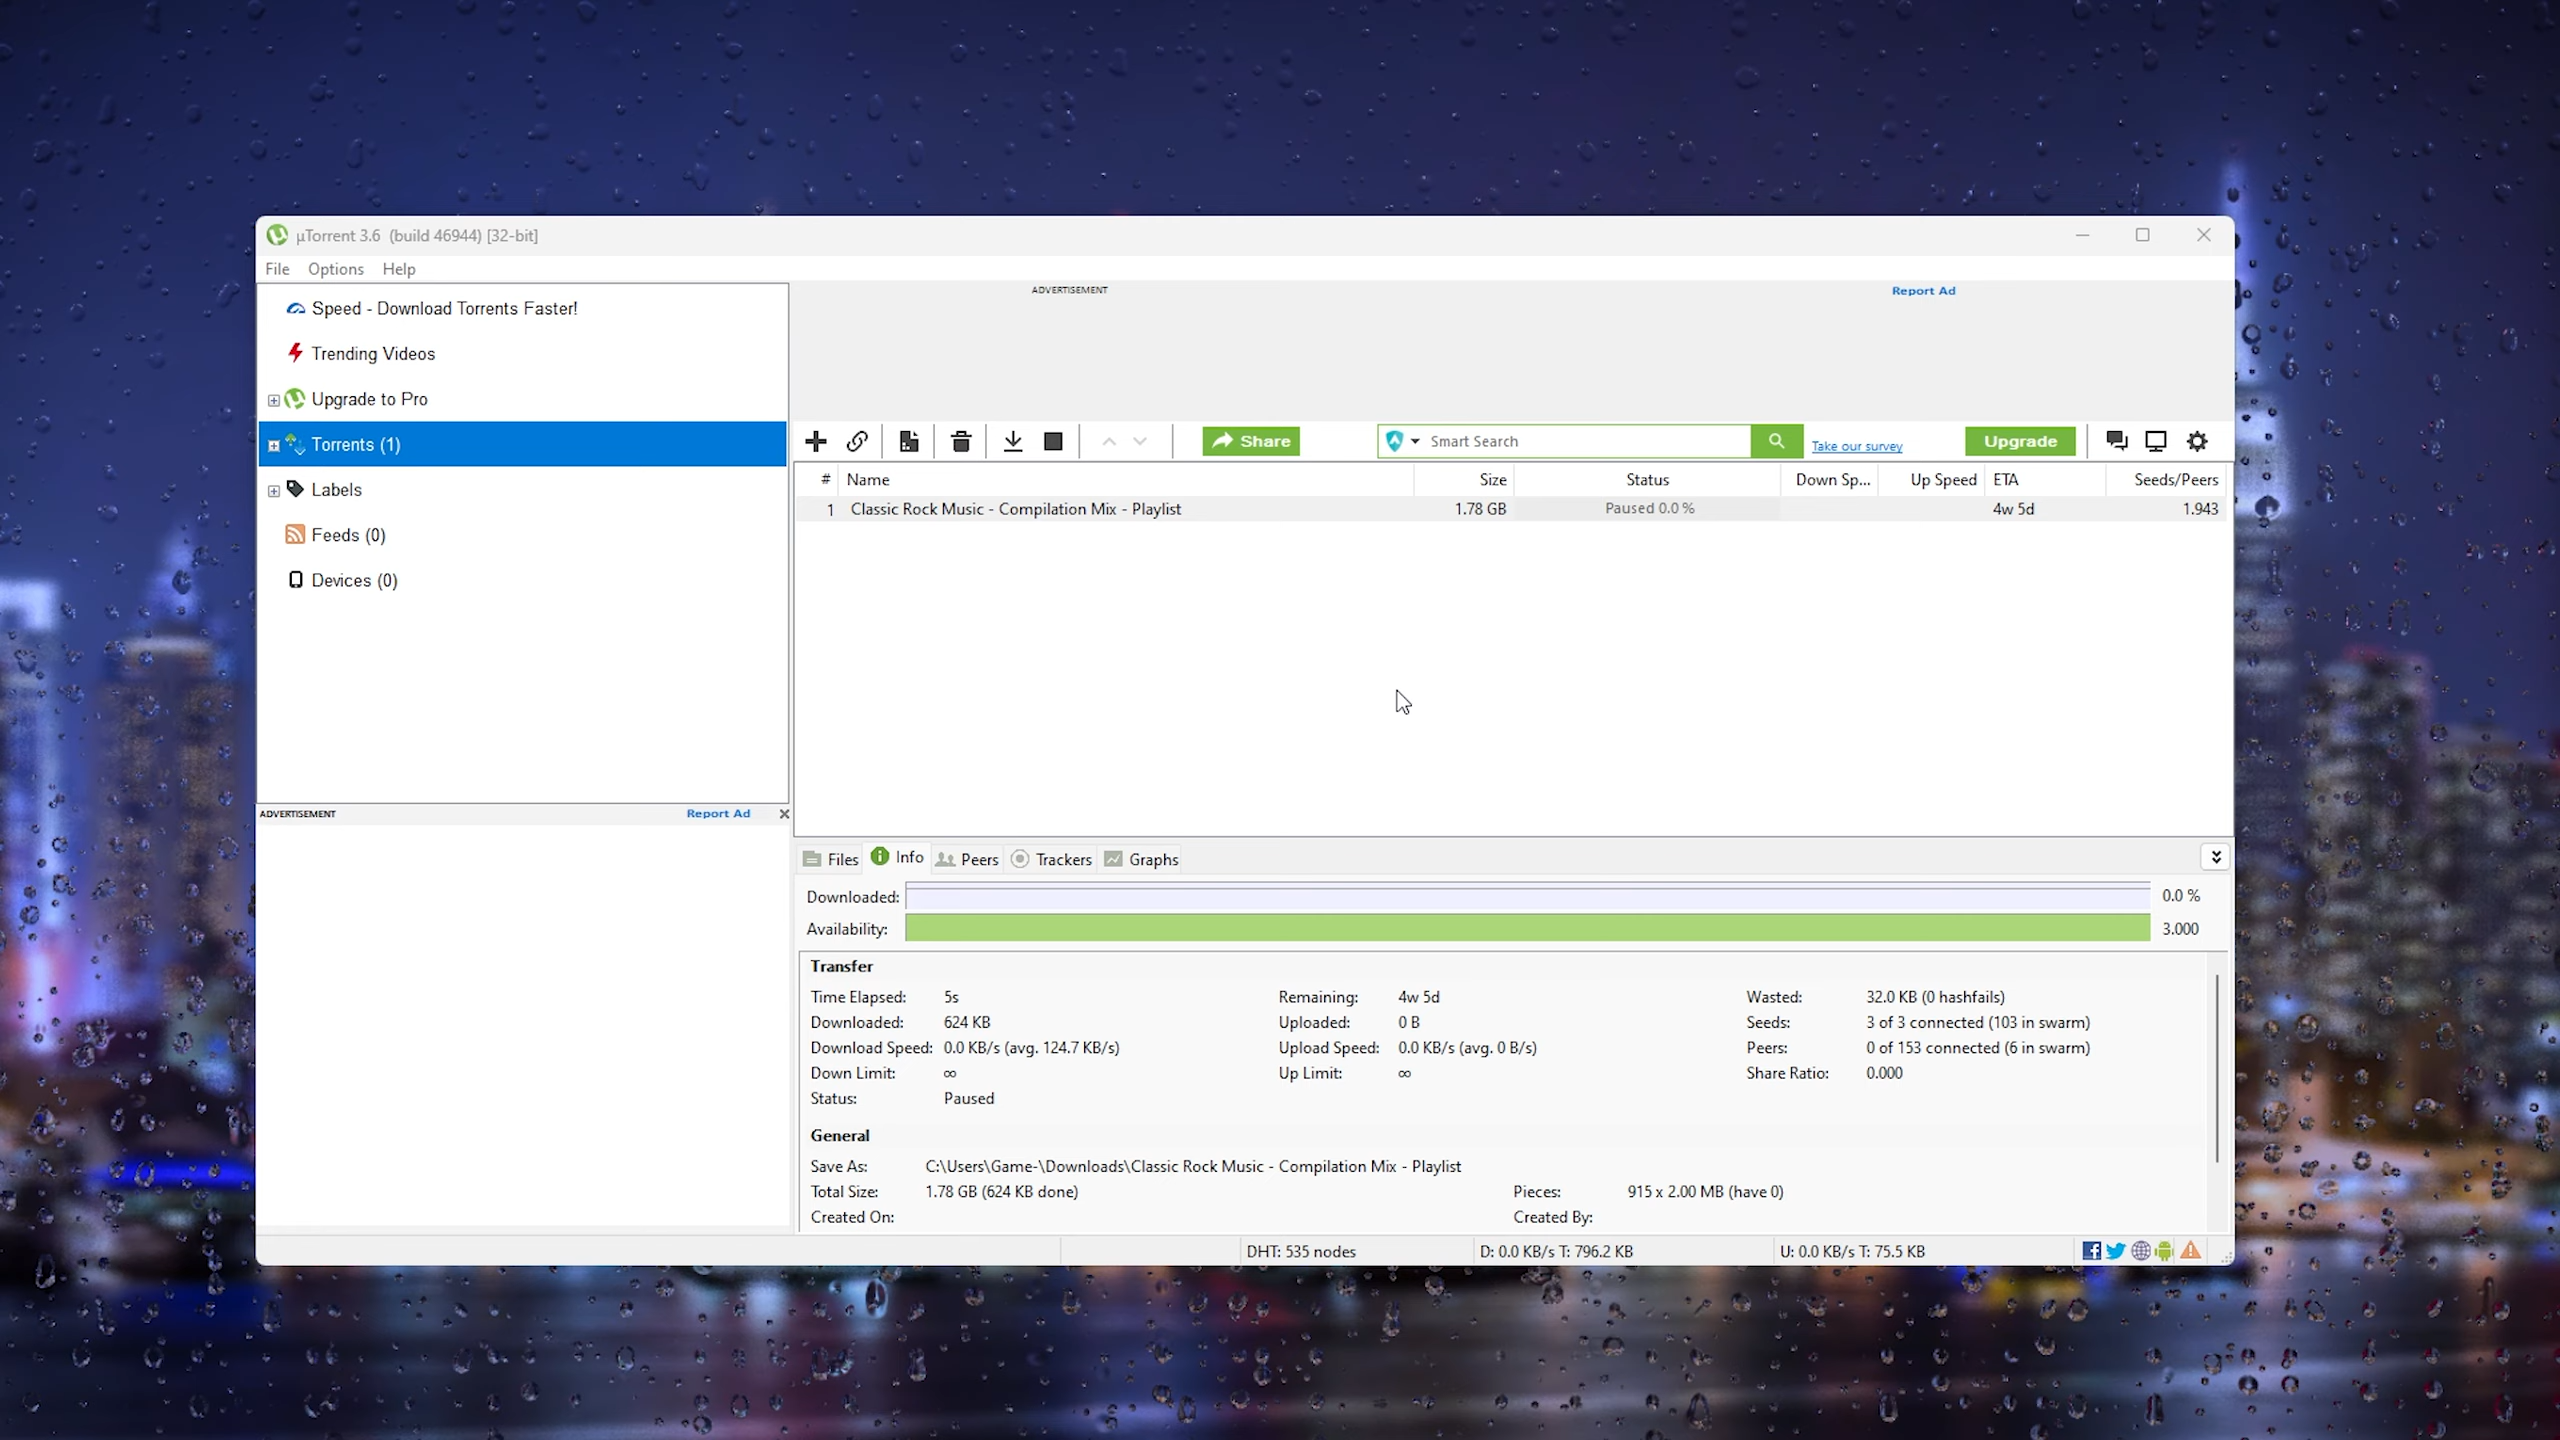 µTorrent 3.6 (build 46944) [32-bit]
File Options Help
Speed - Download Torrents Faster!
Trending Videos
Upgrade to Pro
Torrents (1)
Labels
Feeds (0)
Devices (0)
ADVERTISEMENT Report Ad
ADVERTISEMENT Report Ad
Share Smart Search Take our survey Upgrade
# Name Size Status Down Sp... Up Speed ETA Seeds/Peers
1 Classic Rock Music - Compilation Mix - Playlist 1.78 GB Paused 0.0 % 4w 5d 1.943
Files Info Peers Trackers Graphs
Downloaded: 0.0 %
Availability: 3.000
Transfer
Time Elapsed: 5s Remaining: 4w 5d Wasted: 32.0 KB (0 hashfails)
Downloaded: 624 KB Uploaded: 0 B Seeds: 3 of 3 connected (103 in swarm)
Download Speed: 0.0 KB/s (avg. 124.7 KB/s) Upload Speed: 0.0 KB/s (avg. 0 B/s) Peers: 0 of 153 connected (6 in swarm)
Down Limit: ∞ Up Limit: ∞ Share Ratio: 0.000
Status: Paused
General
Save As: C:\Users\Game-\Downloads\Classic Rock Music - Compilation Mix - Playlist
Total Size: 1.78 GB (624 KB done) Pieces: 915 x 2.00 MB (have 0)
Created On: Created By:
DHT: 535 nodes D: 0.0 KB/s T: 796.2 KB U: 0.0 KB/s T: 75.5 KB